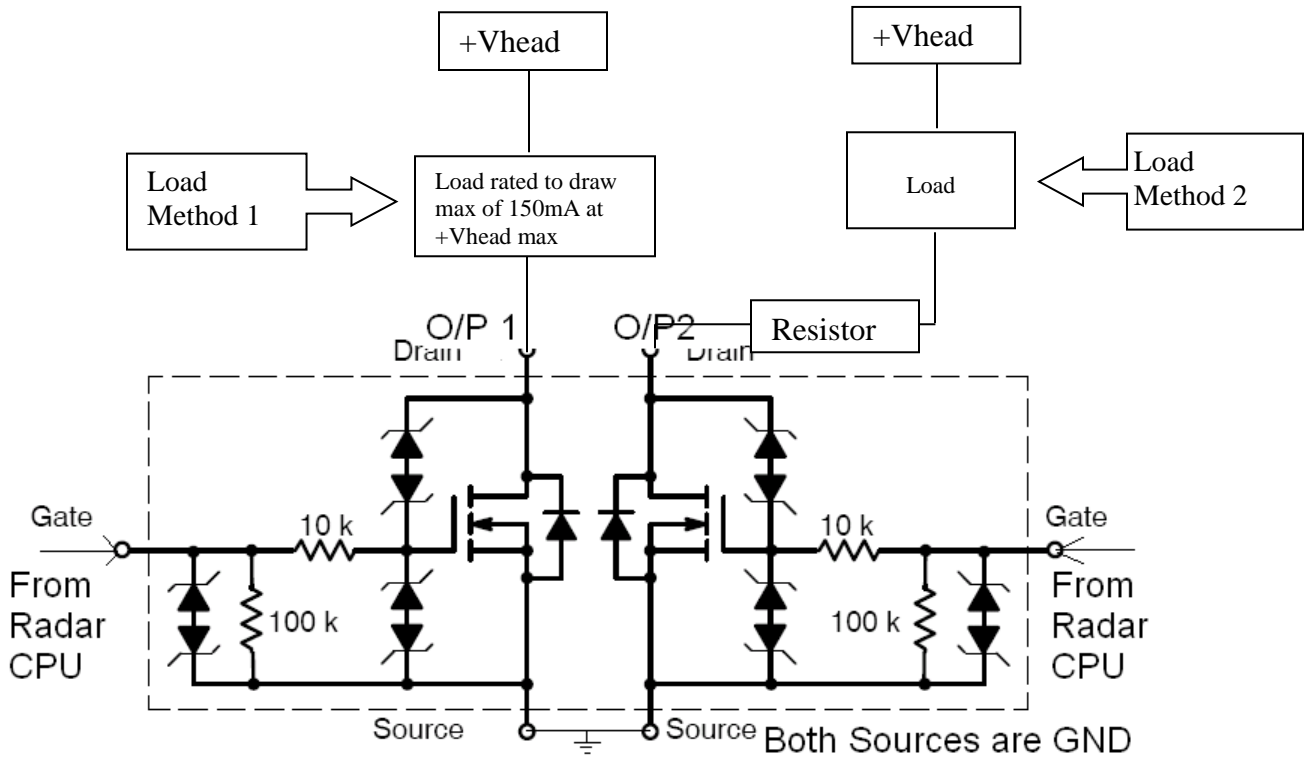 +Vhead
+Vhead
Load
Method 1
Load rated to draw
max of 150mA at
+Vhead max
Load
Load
Method 2
O/P 1
O/P2
Resistor
Drain
Drain
Gate
10 k
10 k
Gate
From
Radar
CPU
100 k
100 k
From
Radar
CPU
Source
Source
Both Sources are GND